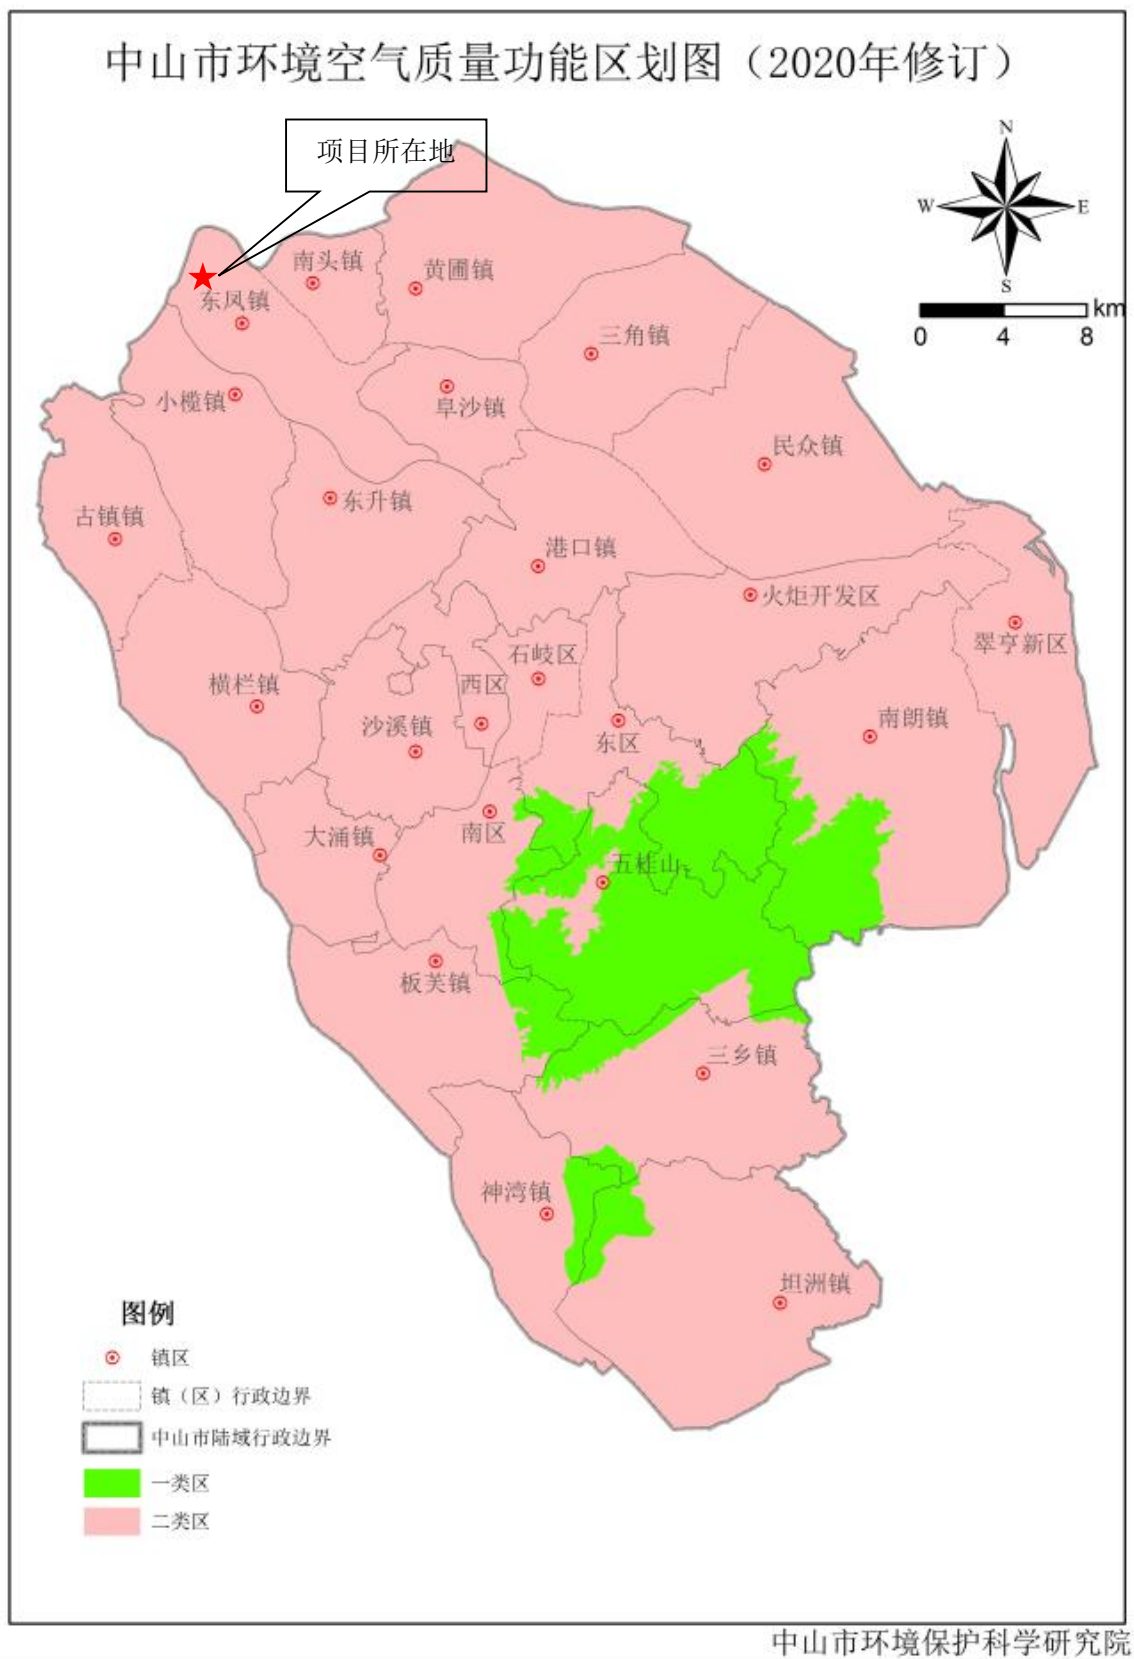 中山市环境空气质量功能区划图（2020年修订）
项目所在地
N
W
E
S
km
0
4
8
南头镇
黄圃镇
东凤镇
三角镇
小榄镇
阜沙镇
民众镇
东升镇
古镇镇
港口镇
火炬开发区
翠亨新区
石岐区
横栏镇
西区
沙溪镇
南朗镇
东区
大涌镇
南区
五桂山
板芙镇
三乡镇
神湾镇
坦洲镇
图例
镇区
镇（区）行政边界
中山市陆域行政边界
一类区
二类区
中山市环境保护科学研究院